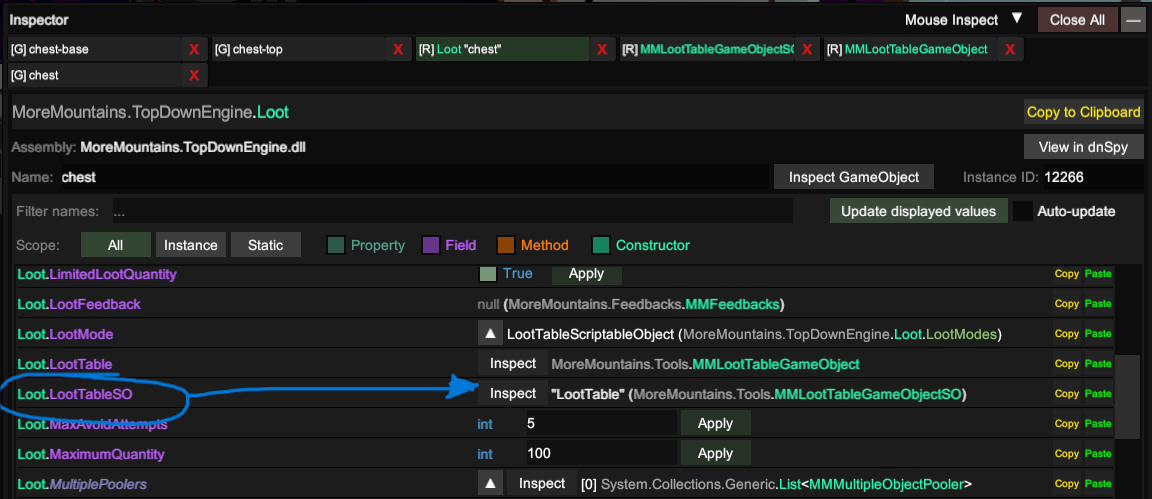 Inspector Mouse Inspect ▼ Close All —
[G] chest-base X [G] chest-top X [R] Loot "chest" X [R] MMLootTableGameObjectSO X [R] MMLootTableGameObject X
[G] chest X
MoreMountains.TopDownEngine.Loot Copy to Clipboard
Assembly: MoreMountains.TopDownEngine.dll View in dnSpy
Name: chest Inspect GameObject Instance ID: 12266
Filter names: ... Update displayed values Auto-update
Scope: All Instance Static Property Field Method Constructor
Loot.LimitedLootQuantity True Apply Copy Paste
Loot.LootFeedback null (MoreMountains.Feedbacks.MMFeedbacks) Copy Paste
Loot.LootMode ▲ LootTableScriptableObject (MoreMountains.TopDownEngine.Loot.LootModes) Copy Paste
Loot.LootTable Inspect MoreMountains.Tools.MMLootTableGameObject Copy Paste
Loot.LootTableSO Inspect "LootTable" (MoreMountains.Tools.MMLootTableGameObjectSO) Copy Paste
Loot.MaxAvoidAttempts int 5 Apply Copy Paste
Loot.MaximumQuantity int 100 Apply Copy Paste
Loot.MultiplePoolers ▲ Inspect [0] System.Collections.Generic.List<MMMultipleObjectPooler> Copy Paste